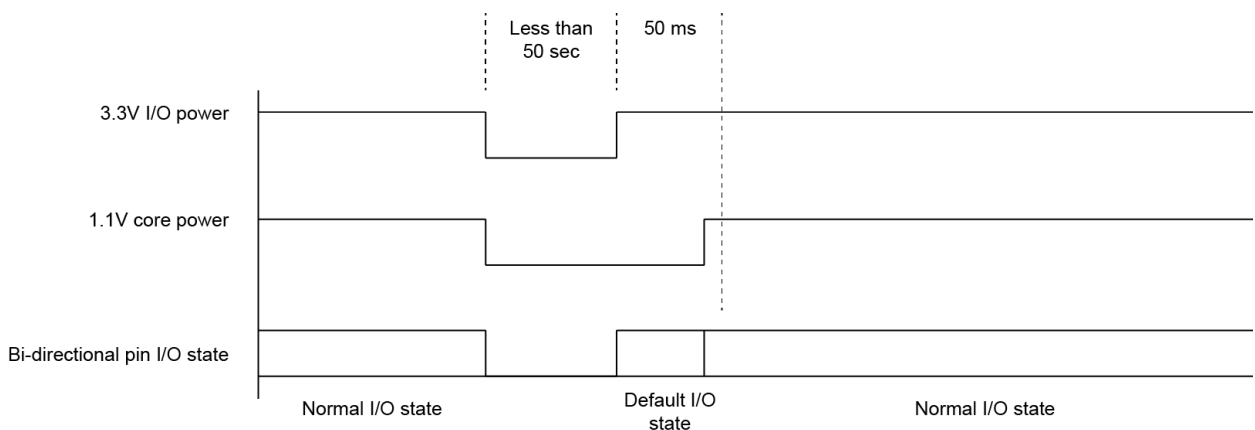 Less than
50 sec
50 ms
3.3V I/O power
1.1V core power
Bi-directional pin I/O state
Normal I/O state
Default I/O
state
Normal I/O state